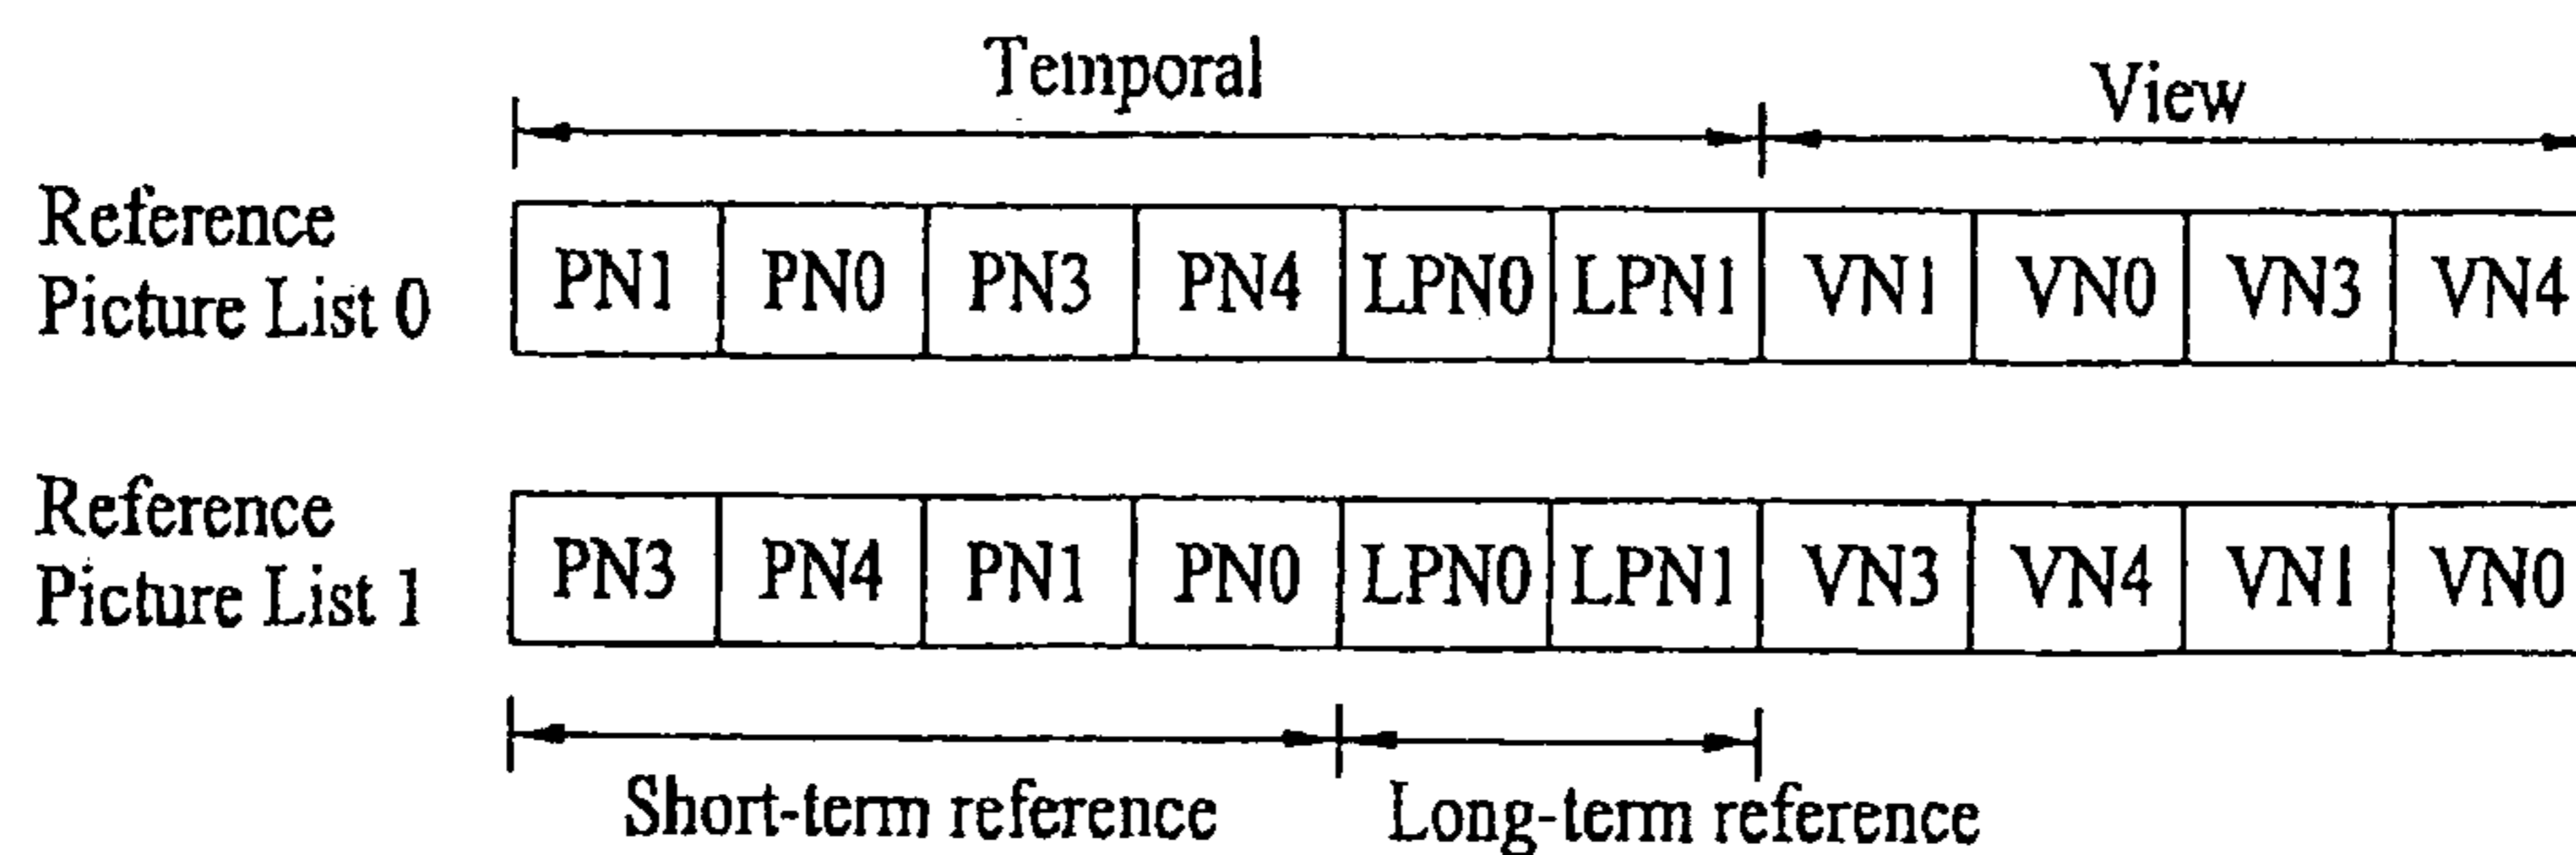 Temporal View
Reference
Picture List 0
PN1 PN0 PN3 PN4 LPN0 LPN1 VN1 VN0 VN3 VN4
Reference
Picture List 1
PN3 PN4 PN1 PN0 LPN0 LPN1 VN3 VN4 VN1 VN0
Short-term reference Long-term reference